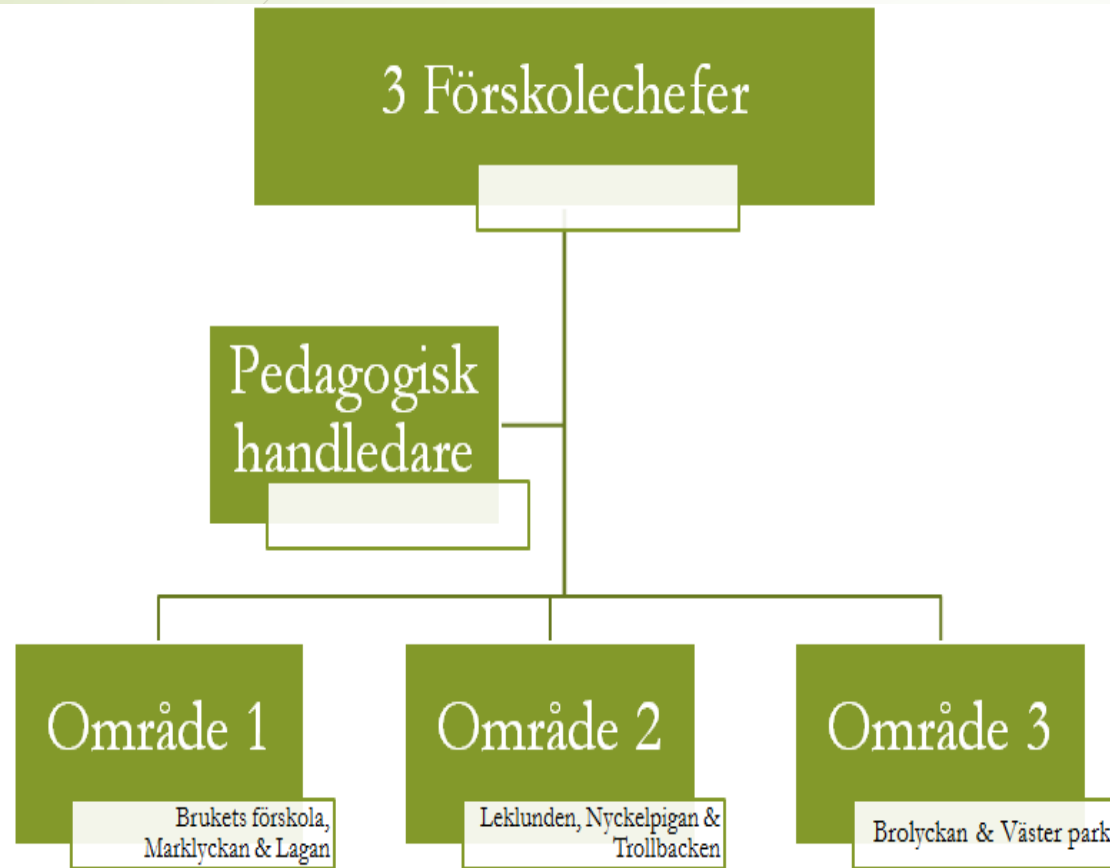 3 Förskolechefer
Pedagogisk
handledare
Område 1
Brukets förskola,
Marklyckan & Lagan
Område 2
Leklunden, Nyckelpigan &
Trollbacken
Område 3
Brolyckan & Väster park